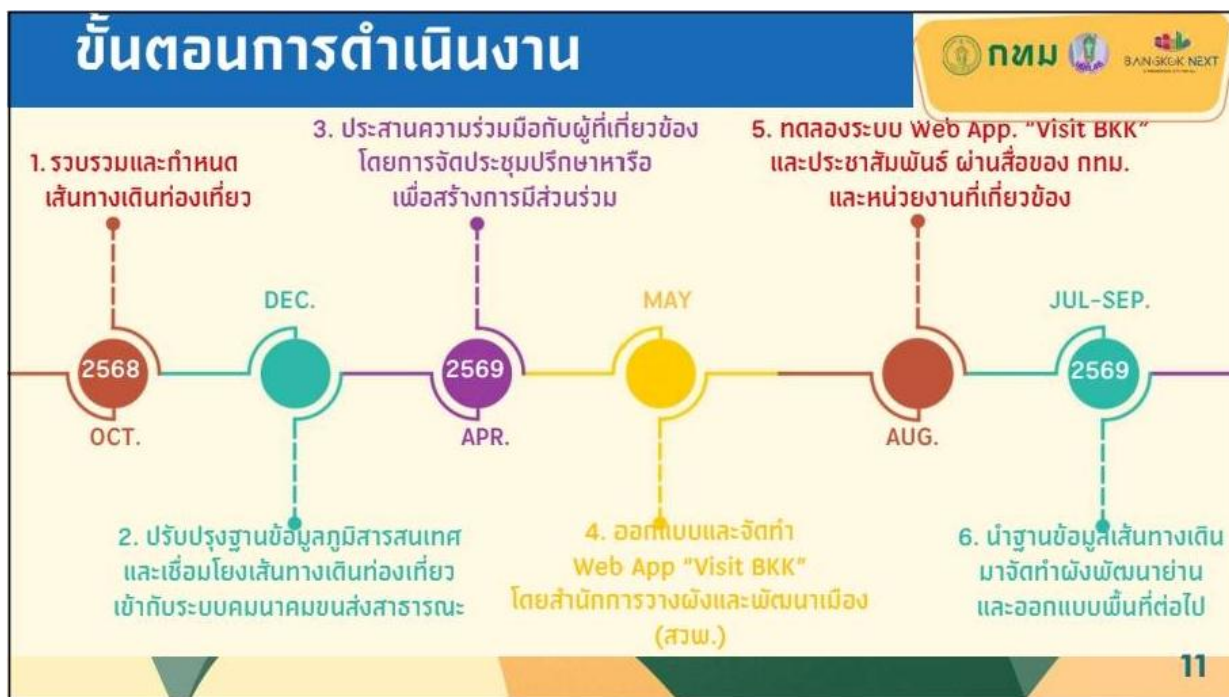 ขั้นตอนการดำเนินงาน
กทม
BANGKOK NEXT
1. รวบรวมและกำหนด
เส้นทางเดินท่องเที่ยว
3. ประสานความร่วมมือกับผู้ที่เกี่ยวข้อง
โดยการจัดประชุมปรึกษาหารือ
เพื่อสร้างการมีส่วนร่วม
5. ทดลองระบบ Web App. "Visit BKK"
และประชาสัมพันธ์ ผ่านสื่อของ กทม.
และหน่วยงานที่เกี่ยวข้อง
DEC.
MAY
JUL-SEP.
2568
2569
2569
OCT.
APR.
AUG.
2. ปรับปรุงฐานข้อมูลภูมิสารสนเทศ
และเชื่อมโยงเส้นทางเดินท่องเที่ยว
เข้ากับระบบคมนาคมขนส่งสาธารณะ
4. ออกแบบและจัดทำ
Web App "Visit BKK"
โดยสำนักการวางผังและพัฒนาเมือง
(สวพ.)
6. นำฐานข้อมูลเส้นทางเดิน
มาจัดทำผังพัฒนาย่าน
และออกแบบพื้นที่ต่อไป
11